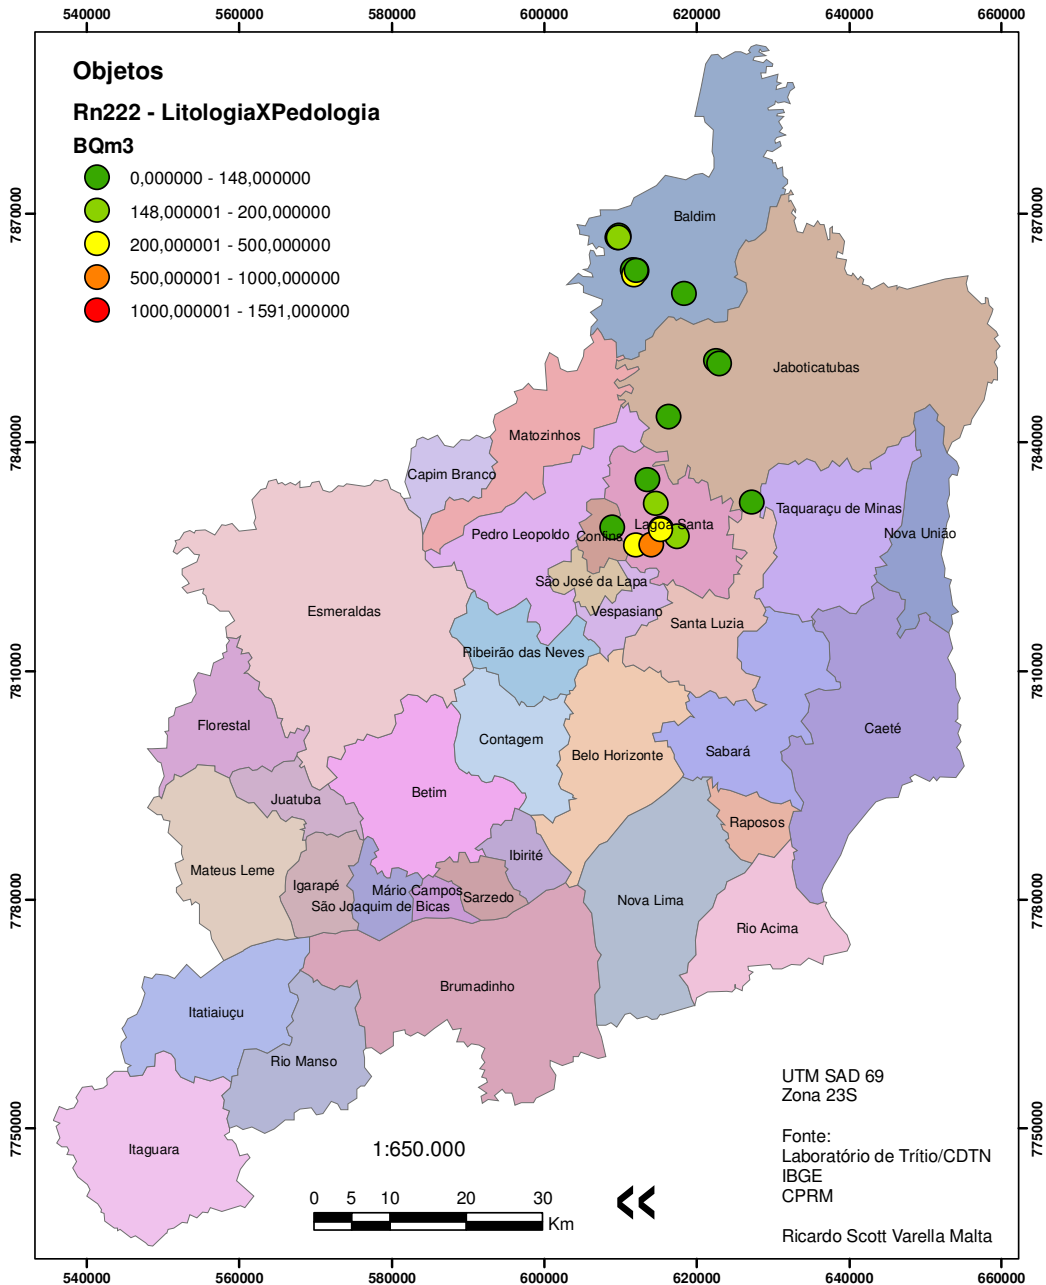 540000 560000 580000 600000 620000 640000 660000
Objetos
Rn222 - LitologiaXPedologia
BQm3
0,000000 - 148,000000
148,000001 - 200,000000
200,000001 - 500,000000
500,000001 - 1000,000000
1000,000001 - 1591,000000
7870000
7870000
Baldim
Jaboticatubas
Matozinhos
7840000
7840000
Capim Branco
Taquaraçu de Minas
Lagoa Santa
Pedro Leopoldo
Confins
Nova União
São José da Lapa
Esmeraldas
Vespasiano
Santa Luzia
Ribeirão das Neves
7810000
7810000
Florestal
Caeté
Contagem
Sabará
Belo Horizonte
Betim
Juatuba
Raposos
Ibirité
Mateus Leme
Igarapé
Mário Campos
Sarzedo
São Joaquim de Bicas
7780000
7780000
Nova Lima
Rio Acima
Brumadinho
Itatiaiuçu
Rio Manso
UTM SAD 69
Zona 23S
7750000
7750000
Itaguara
1:650.000
0 5 10 20 30
Km
Fonte:
Laboratório de Trítio/CDTN
IBGE
CPRM
Ricardo Scott Varella Malta
540000 560000 580000 600000 620000 640000 660000